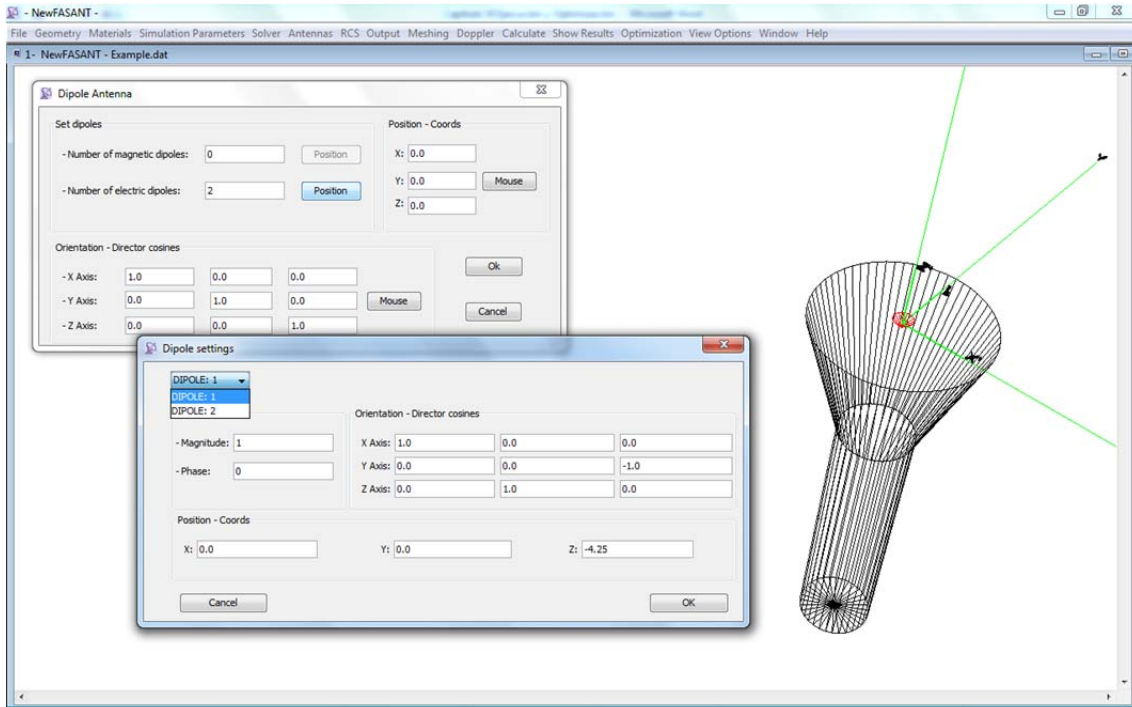 - NewFASANT -
File Geometry Materials Simulation Parameters Solver Antennas RCS Output Meshing Doppler Calculate Show Results Optimization View Options Window Help
1- NewFASANT - Example.dat
Dipole Antenna
Set dipoles
- Number of magnetic dipoles: 0 Position
- Number of electric dipoles: 2 Position
Position - Coords
X: 0.0
Y: 0.0 Mouse
Z: 0.0
Orientation - Director cosines
- X Axis: 1.0 0.0 0.0
- Y Axis: 0.0 1.0 0.0 Mouse
- Z Axis: 0.0 0.0 1.0
Ok
Cancel
Dipole settings
DIPOLE: 1
DIPOLE: 1
DIPOLE: 2
- Magnitude: 1
- Phase: 0
Orientation - Director cosines
X Axis: 1.0 0.0 0.0
Y Axis: 0.0 0.0 -1.0
Z Axis: 0.0 1.0 0.0
Position - Coords
X: 0.0 Y: 0.0 Z: -4.25
Cancel OK